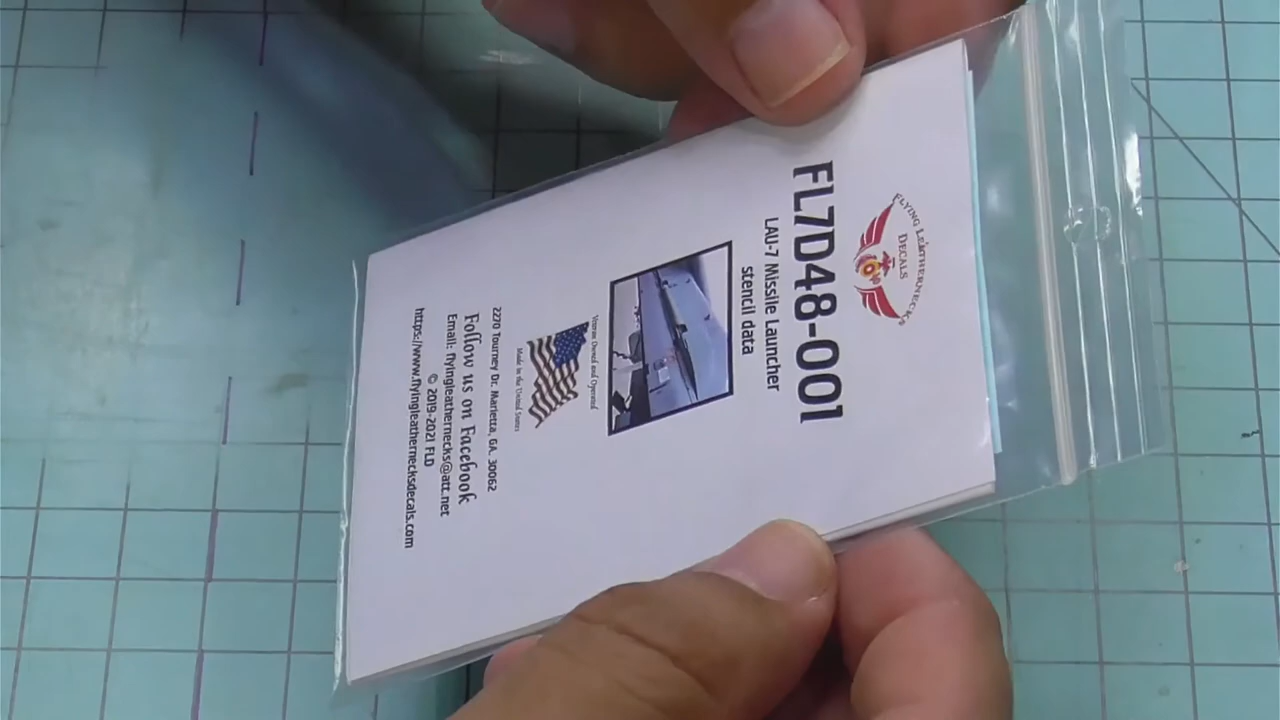 FLYING LEATHERNECKS
DECALS
FL7D48-001
LAU-7 Missile Launcher
stencil data
Veteran Owned and Operated
Made in the United States
2270 Tourney Dr. Marietta, GA. 30062
Follow us on Facebook
Email: flyingleathernecks@att.net
© 2019-2021 FLD
https://www.flyingleathernecksdecals.com